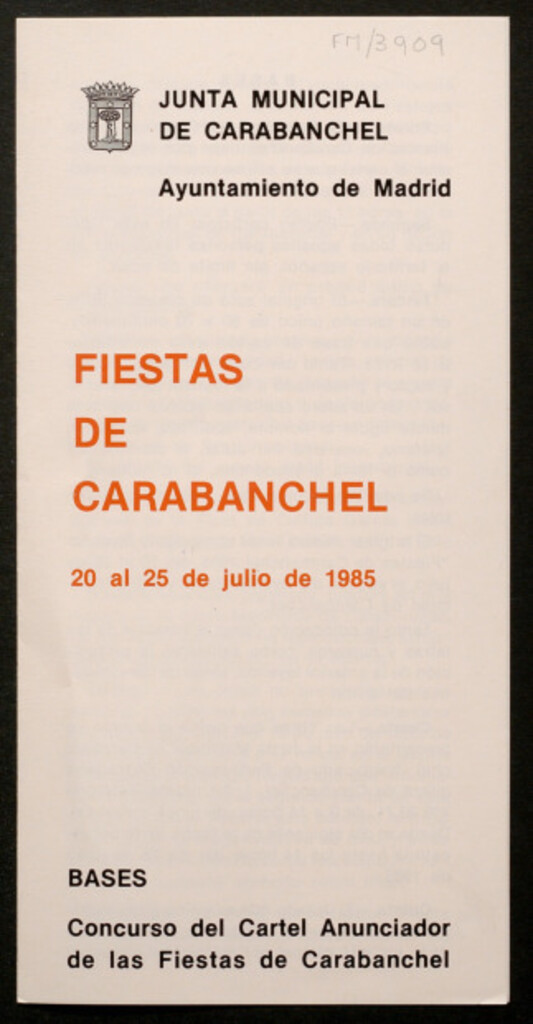 FM/3909
JUNTA MUNICIPAL
DE CARABANCHEL
Ayuntamiento de Madrid
FIESTAS
DE
CARABANCHEL
20 al 25 de julio de 1985
BASES
Concurso del Cartel Anunciador
de las Fiestas de Carabanchel